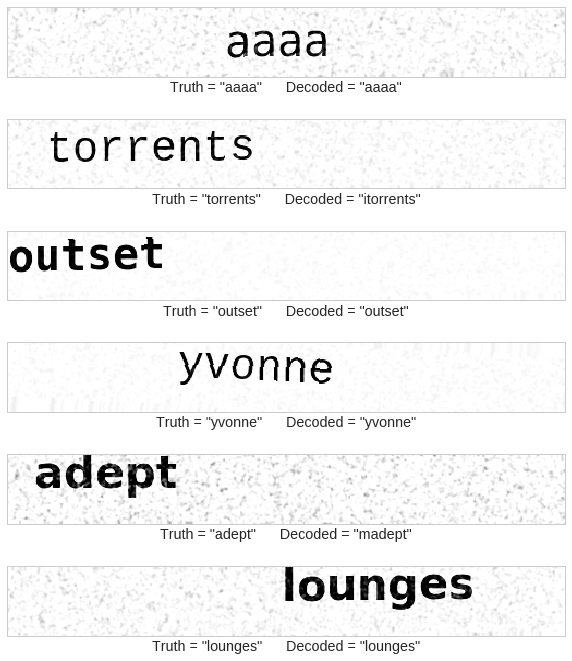 aaaa
Truth = "aaaa" Decoded = "aaaa"
torrents
Truth = "torrents" Decoded = "itorrents"
outset
Truth = "outset" Decoded = "outset"
yvonne
Truth = "yvonne" Decoded = "yvonne"
adept
Truth = "adept" Decoded = "madept"
lounges
Truth = "lounges" Decoded = "lounges"